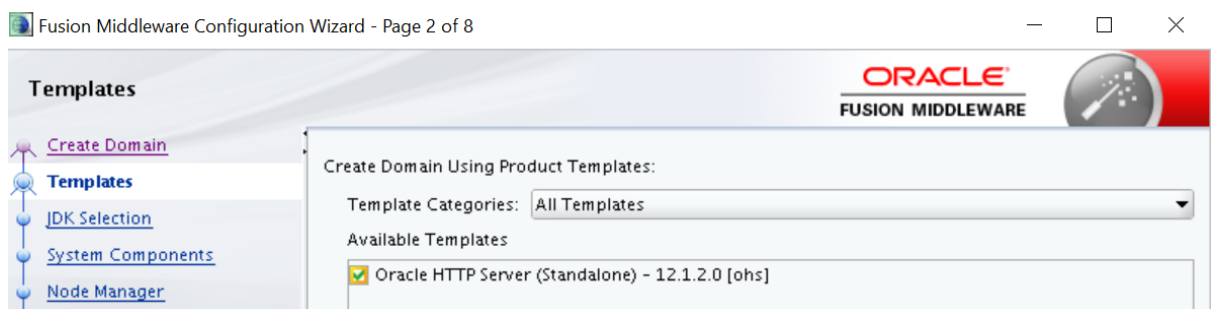 Fusion Middleware Configuration Wizard - Page 2 of 8
Templates
ORACLE
FUSION MIDDLEWARE
Create Domain
Templates
JDK Selection
System Components
Node Manager
Create Domain Using Product Templates:
Template Categories: All Templates
Available Templates
Oracle HTTP Server (Standalone) - 12.1.2.0 [ohs]